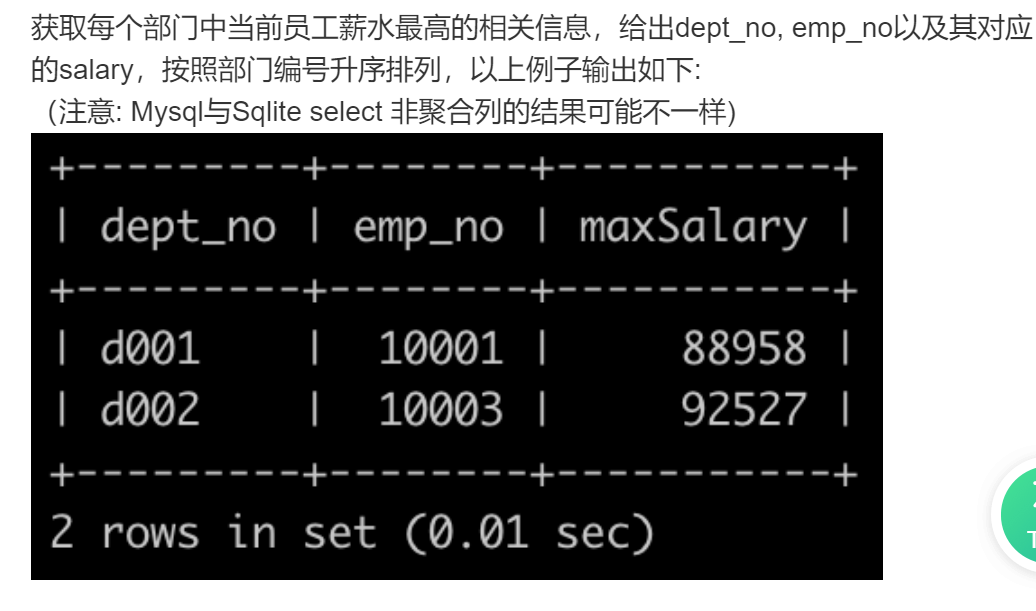 获取每个部门中当前员工薪水最高的相关信息，给出dept_no, emp_no以及其对应
的salary，按照部门编号升序排列，以上例子输出如下:
（注意: Mysql与Sqlite select 非聚合列的结果可能不一样)
+---------+--------+-----------+
| dept_no | emp_no | maxSalary |
+---------+--------+-----------+
| d001 | 10001 | 88958 |
| d002 | 10003 | 92527 |
+---------+--------+-----------+
2 rows in set (0.01 sec)